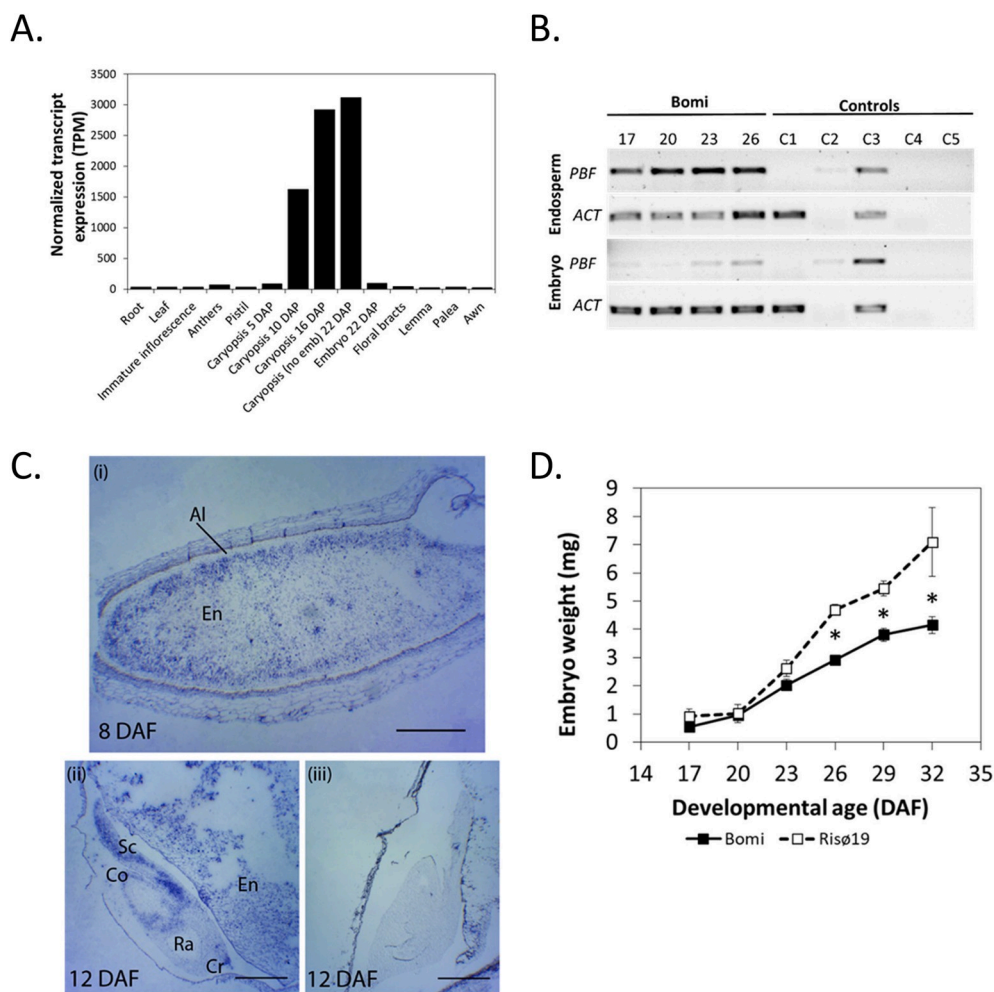 A.
Normalized transcript
expression (TPM)
3500
3000
2500
2000
1500
1000
500
0
Root
Leaf
Immature inflorescence
Anthers
Pistil
Caryopsis 5 DAP
Caryopsis 10 DAP
Caryopsis 16 DAP
Caryopsis (no emb) 22 DAP
Embryo 22 DAP
Floral bracts
Lemma
Palea
Awn
B.
Bomi Controls
17 20 23 26 C1 C2 C3 C4 C5
Endosperm
PBF
ACT
Embryo
PBF
ACT
C.
(i)
Al
En
8 DAF
(ii)
Sc
Co
En
Ra
Cr
12 DAF
(iii)
12 DAF
D.
Embryo weight (mg)
9
8
7
6
5
4
3
2
1
0
* * *
14 17 20 23 26 29 32 35
Developmental age (DAF)
Bomi Risø19